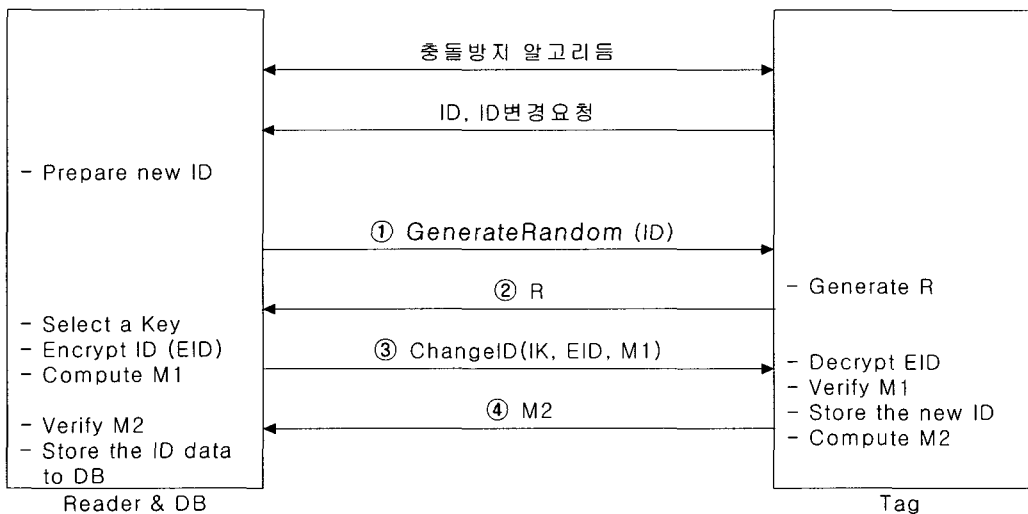 충돌방지 알고리듬
ID, ID변경요청
- Prepare new ID
① GenerateRandom (ID)
- Generate R
② R
- Select a Key
- Encrypt ID (EID)
- Compute M1
③ ChangeID(IK, EID, M1)
- Decrypt EID
- Verify M1
- Store the new ID
- Compute M2
④ M2
- Verify M2
- Store the ID data
to DB
Reader & DB
Tag